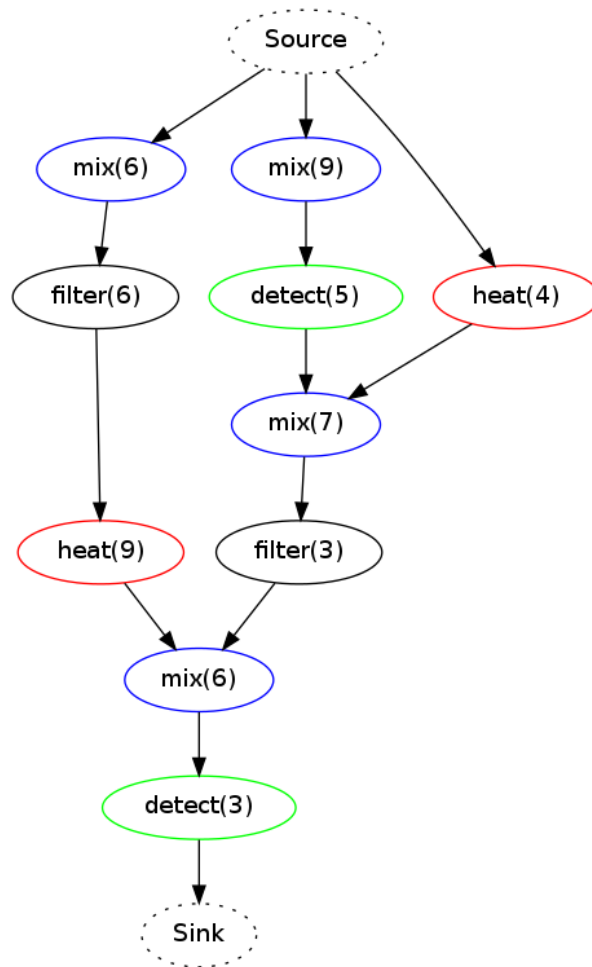 Source
mix(6)
mix(9)
filter(6)
detect(5)
heat(4)
mix(7)
heat(9)
filter(3)
mix(6)
detect(3)
Sink